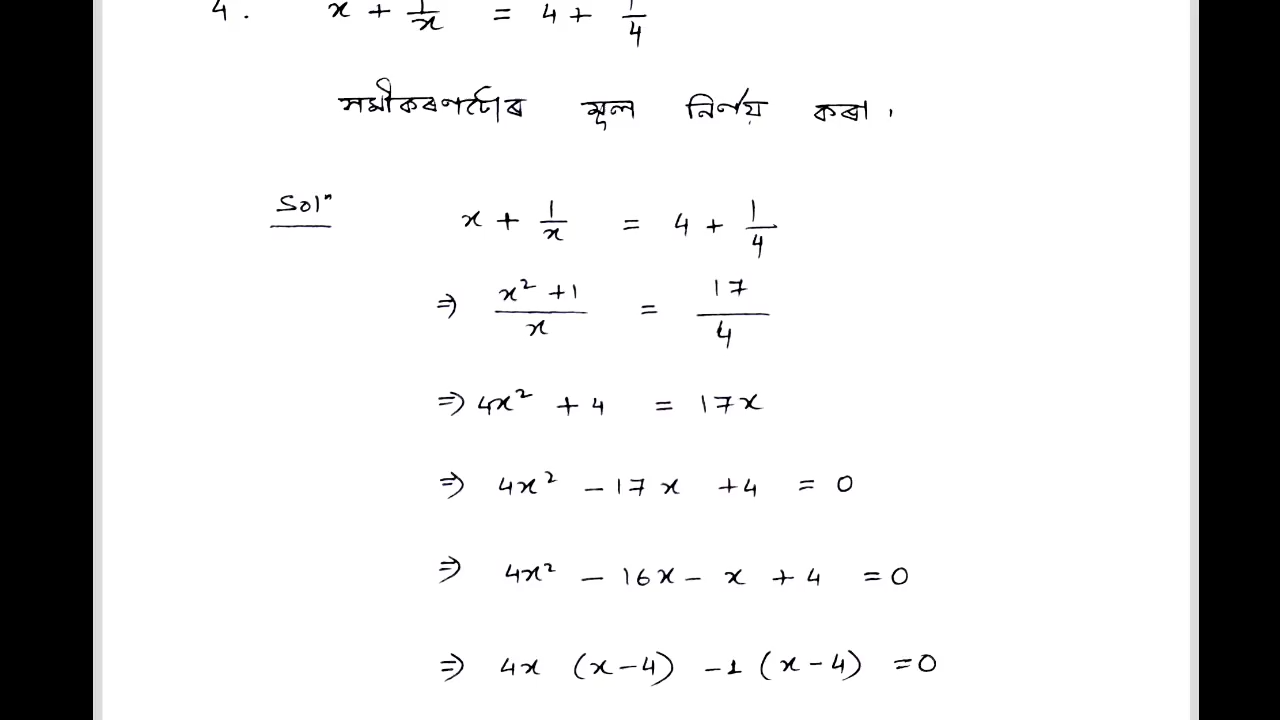 4. x + 1/x = 4 + 1/4
সমীকৰণটোৰ মূল নিৰ্ণয় কৰা।
Solⁿ x + 1/x = 4 + 1/4
⇒ (x² + 1)/x = 17/4
⇒ 4x² + 4 = 17x
⇒ 4x² - 17x + 4 = 0
⇒ 4x² - 16x - x + 4 = 0
⇒ 4x (x-4) -1 (x-4) = 0